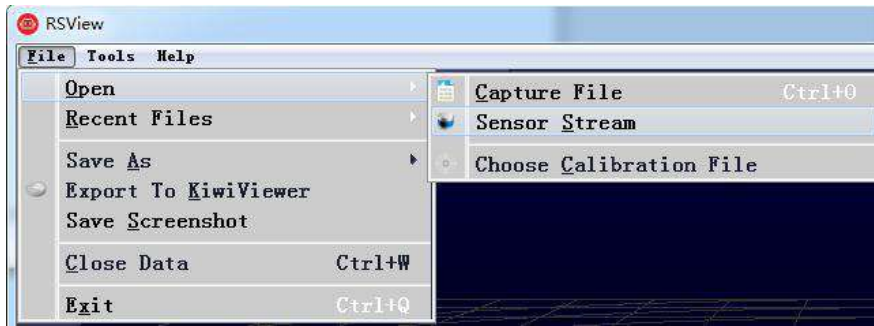 RSView
File Tools Help
Open
Recent Files
Save As
Export To KiwiViewer
Save Screenshot
Close Data Ctrl+W
Exit Ctrl+Q
Capture File Ctrl+O
Sensor Stream
Choose Calibration File